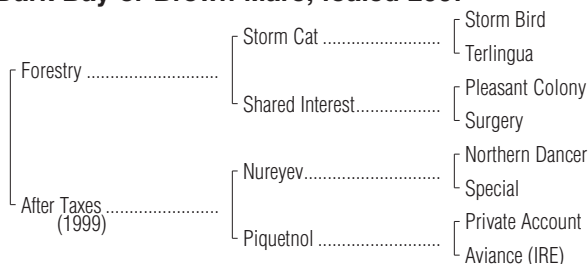 Dark Bay or Brown Mare; foaled 2007
Storm Bird
Storm Cat ........................
Terlingua
Forestry ...........................
Pleasant Colony
Shared Interest.................
Surgery
Northern Dancer
Nureyev...........................
Special
After Taxes .......................
(1999)
Private Account
Piquetnol ........................
Aviance (IRE)